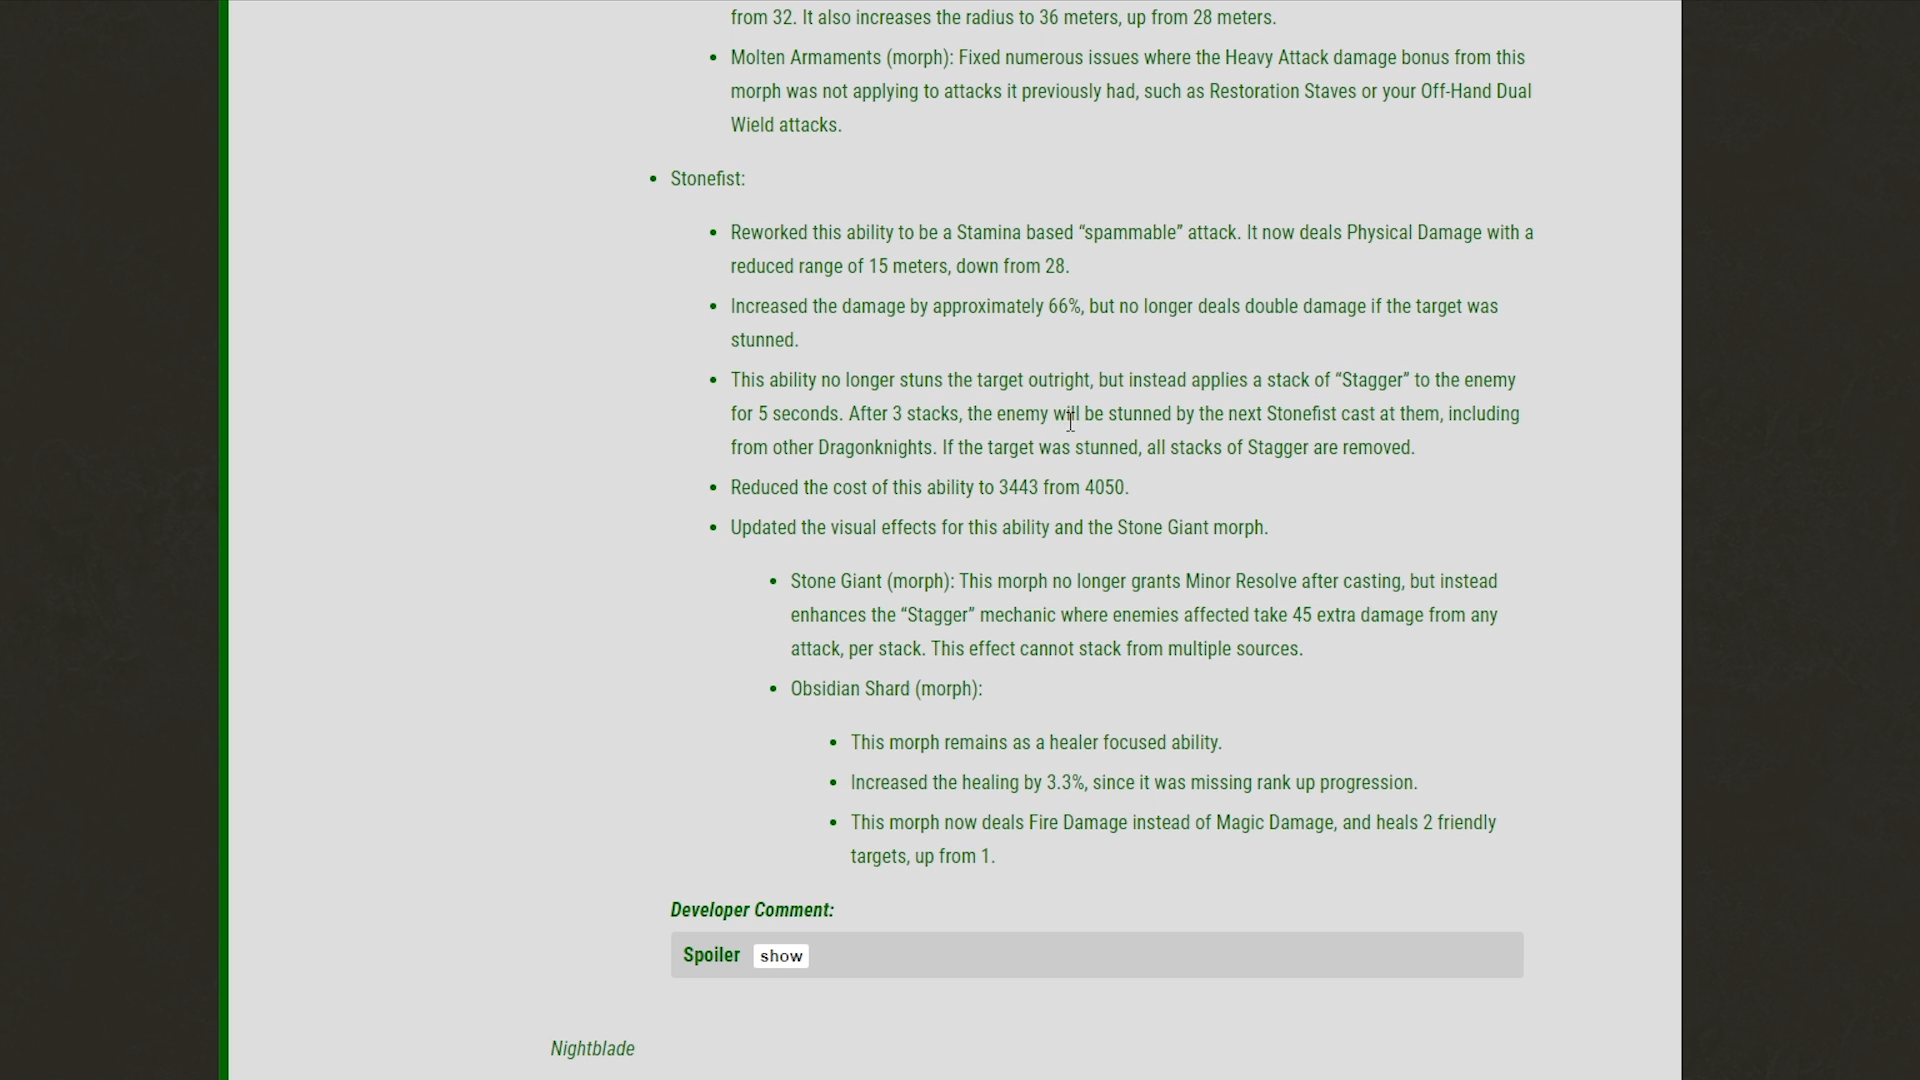 from 32. It also increases the radius to 36 meters, up from 28 meters.
• Molten Armaments (morph): Fixed numerous issues where the Heavy Attack damage bonus from this
morph was not applying to attacks it previously had, such as Restoration Staves or your Off-Hand Dual
Wield attacks.
• Stonefist:
• Reworked this ability to be a Stamina based “spammable” attack. It now deals Physical Damage with a
reduced range of 15 meters, down from 28.
• Increased the damage by approximately 66%, but no longer deals double damage if the target was
stunned.
• This ability no longer stuns the target outright, but instead applies a stack of “Stagger” to the enemy
for 5 seconds. After 3 stacks, the enemy will be stunned by the next Stonefist cast at them, including
from other Dragonknights. If the target was stunned, all stacks of Stagger are removed.
• Reduced the cost of this ability to 3443 from 4050.
• Updated the visual effects for this ability and the Stone Giant morph.
• Stone Giant (morph): This morph no longer grants Minor Resolve after casting, but instead
enhances the “Stagger” mechanic where enemies affected take 45 extra damage from any
attack, per stack. This effect cannot stack from multiple sources.
• Obsidian Shard (morph):
• This morph remains as a healer focused ability.
• Increased the healing by 3.3%, since it was missing rank up progression.
• This morph now deals Fire Damage instead of Magic Damage, and heals 2 friendly
targets, up from 1.
Developer Comment:
Spoiler show
Nightblade